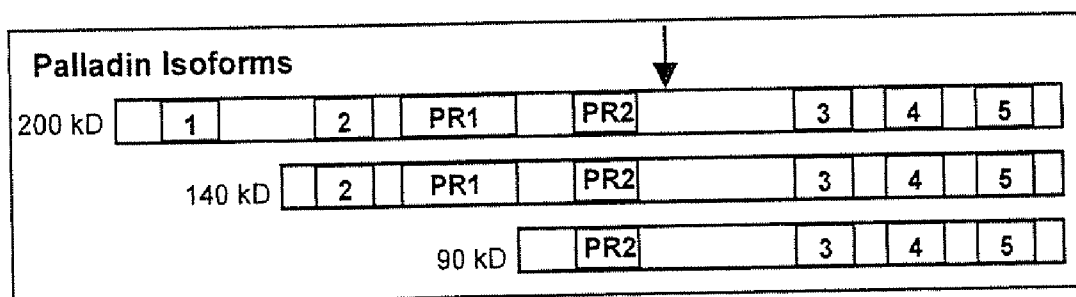 Palladin Isoforms
200 kD 1 2 PR1 PR2 3 4 5
140 kD 2 PR1 PR2 3 4 5
90 kD PR2 3 4 5